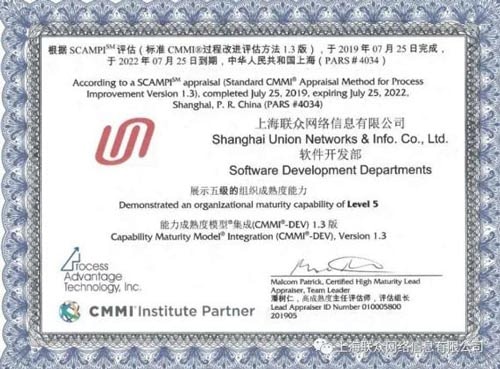 根据 SCAMPI℠评估（标准 CMMI®过程改进评估方法 1.3 版），于 2019 年 07 月 25 日完成，
于 2022 年 07 月 25 日到期，中华人民共和国上海 (PARS # 4034)
According to a SCAMPI℠ appraisal (Standard CMMI® Appraisal Method for Process
Improvement Version 1.3), completed July 25, 2019, expiring July 25, 2022,
Shanghai, P. R. China (PARS #4034)
上海联众网络信息有限公司
Shanghai Union Networks & Info. Co., Ltd.
软件开发部
Software Development Departments
展示五级的组织成熟度能力
Demonstrated an organizational maturity capability of Level 5
能力成熟度模型®集成(CMMI®-DEV) 1.3 版
Capability Maturity Model® Integration (CMMI®-DEV), Version 1.3
Process
Advantage
Technology, Inc.
CMMI® Institute Partner
Malcom Patrick, Certified High Maturity Lead
Appraiser, Team Leader
潘树仁，高成熟度主任评估师，评估组长
Lead Appraiser ID Number 010005800
201905
上海联众网络信息有限公司